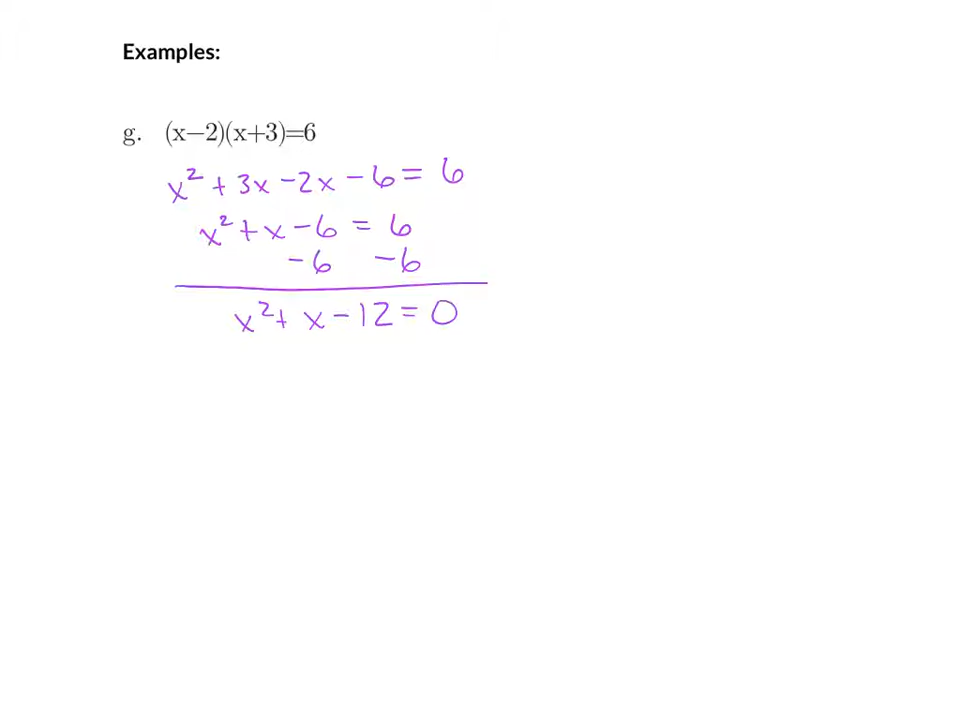 Examples:
g. (x−2)(x+3)=6
x² + 3x − 2x − 6 = 6
x² + x − 6 = 6
− 6 − 6
x² + x − 12 = 0